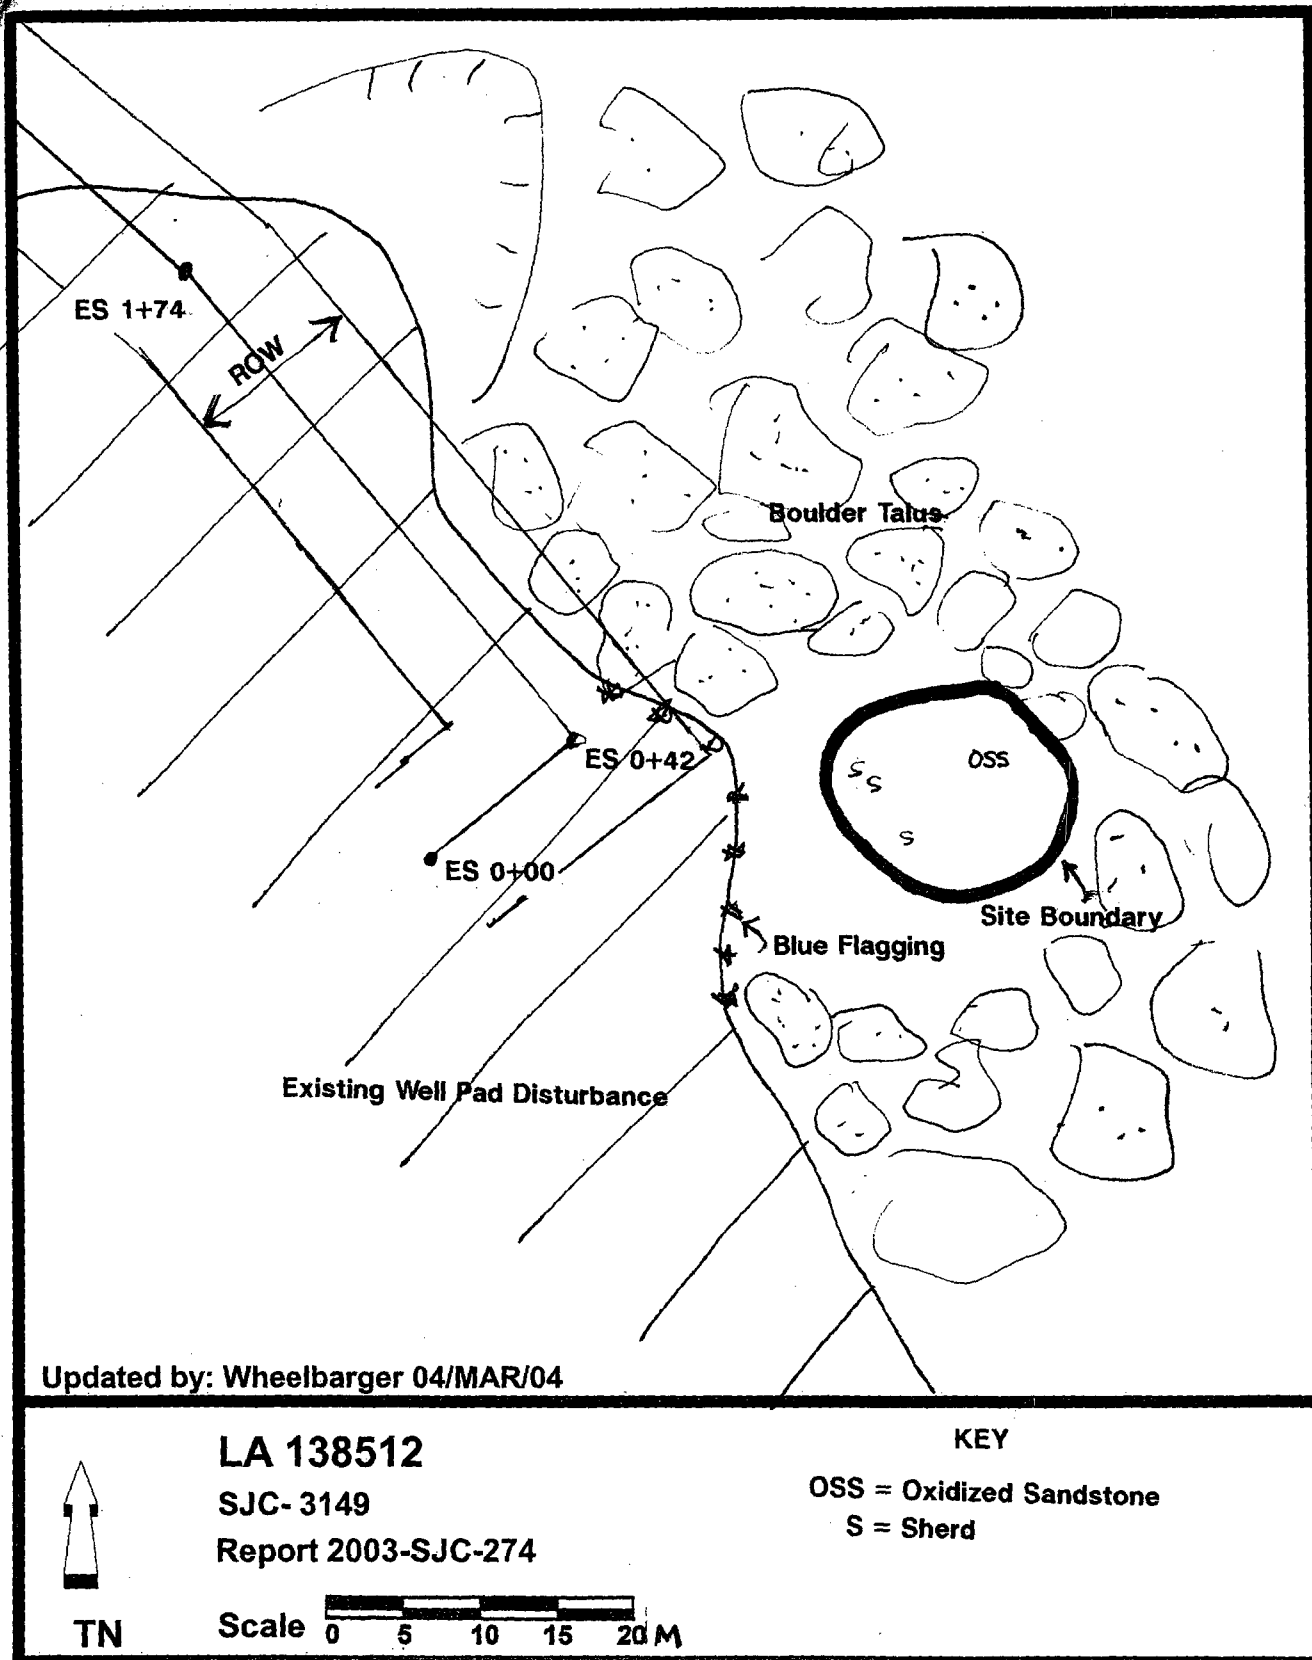 ES 1+74
ROW
Boulder Talus
ES 0+42
OSS
S
S
S
ES 0+00
Site Boundary
Blue Flagging
Existing Well Pad Disturbance
Updated by: Wheelbarger 04/MAR/04
LA 138512
SJC- 3149
Report 2003-SJC-274
Scale 0 5 10 15 20 M
TN
KEY
OSS = Oxidized Sandstone
S = Sherd